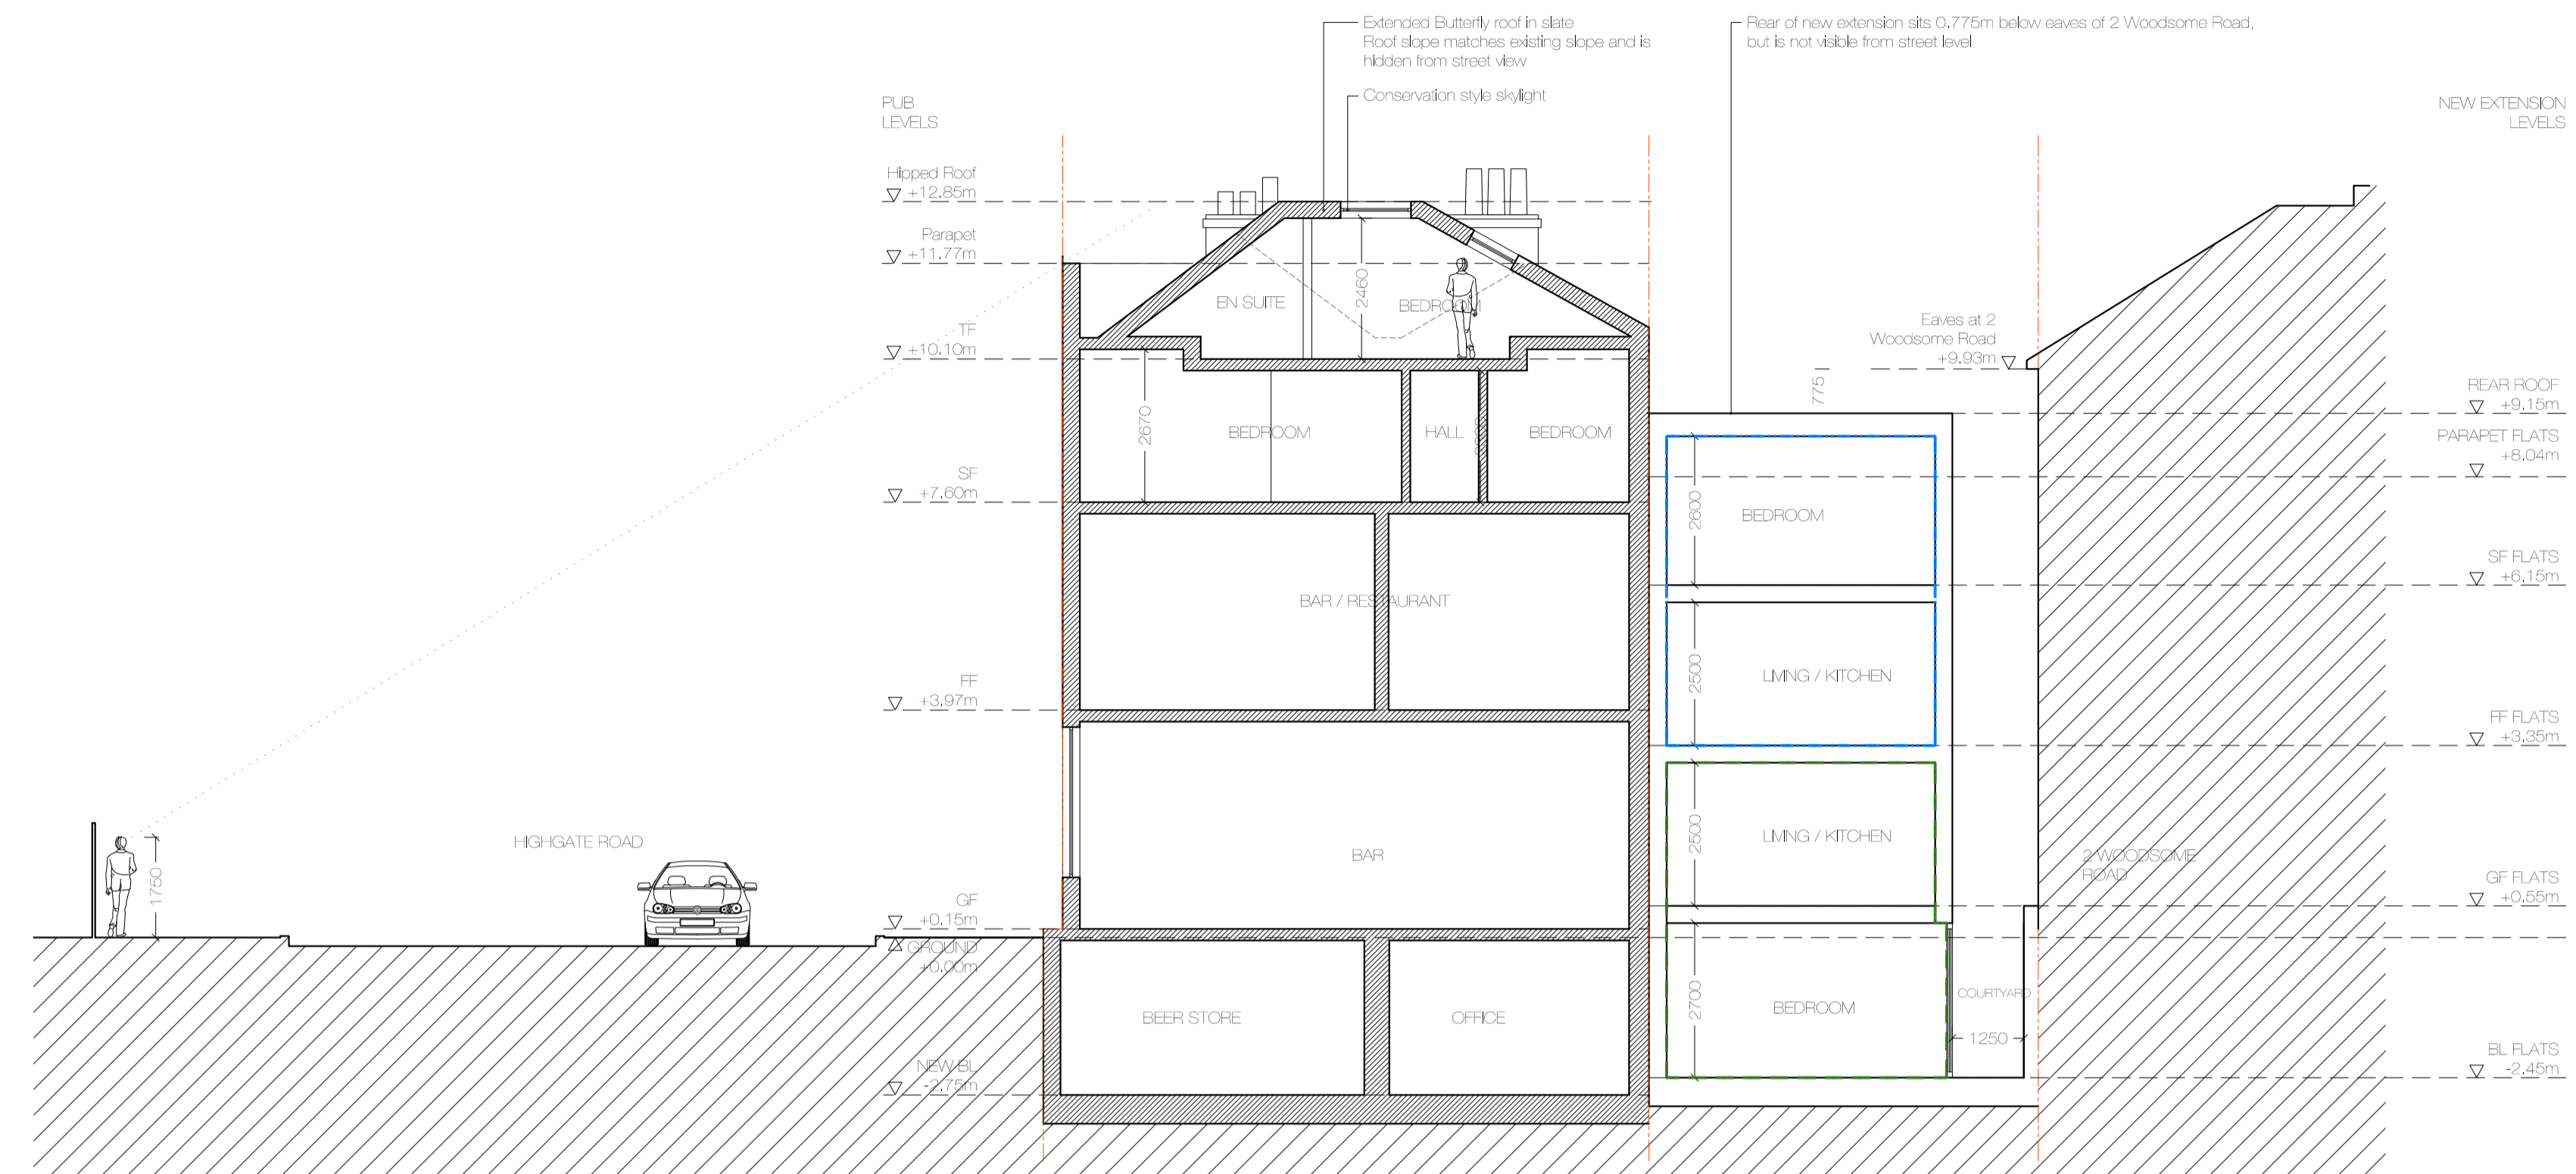 Extended Butterfly roof in slate
Roof slope matches existing slope and is
hidden from street view
Conservation style skylight
Rear of new extension sits 0.775m below eaves of 2 Woodsome Road,
but is not visible from street level
PUB
LEVELS
NEW EXTENSION
LEVELS
Hipped Roof
+12.85m
Parapet
+11.77m
TF
+10.10m
SF
+7.60m
FF
+3.97m
GF
+0.15m
GROUND
+0.00m
NEW BL
-2.75m
EN SUITE
2460
BEDROOM
2670
BEDROOM
HALL
BEDROOM
BAR / RESTAURANT
BAR
BEER STORE
OFFICE
HIGHGATE ROAD
1750
Eaves at 2
Woodsome Road
+9.93m
775
2600
BEDROOM
2500
LIVING / KITCHEN
2500
LIVING / KITCHEN
2700
BEDROOM
COURTYARD
1250
2 WOODSOME
ROAD
REAR ROOF
+9.15m
PARAPET FLATS
+8.04m
SF FLATS
+6.15m
FF FLATS
+3.35m
GF FLATS
+0.55m
BL FLATS
-2.45m